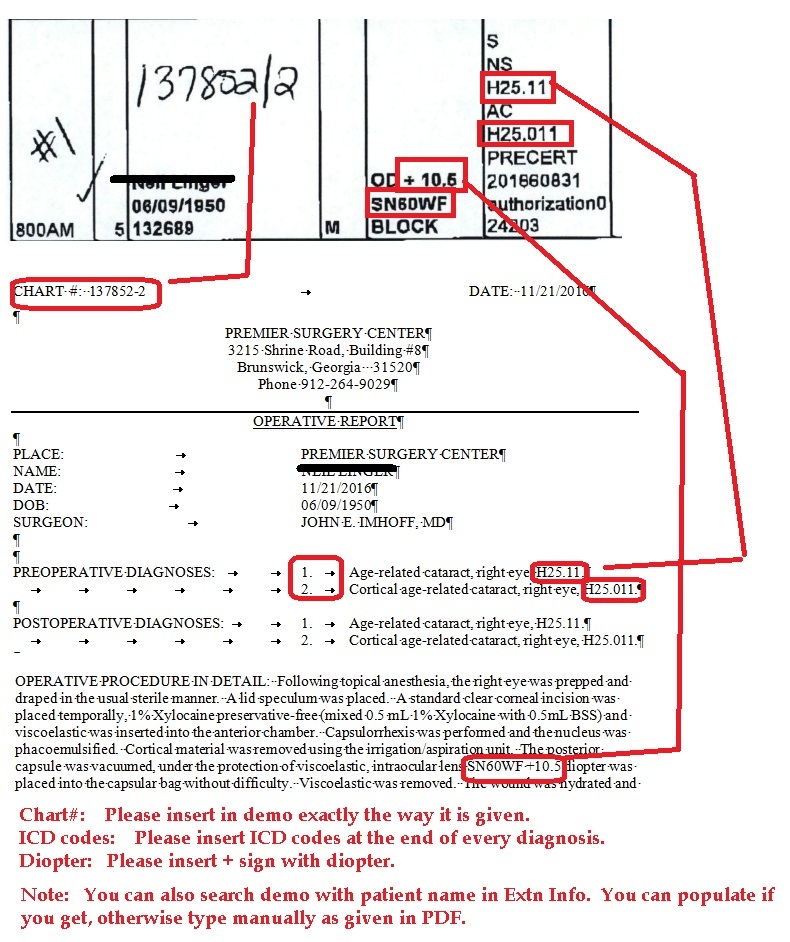 137852/2
#1
800AM
5
06/09/1950
132689
M
OD + 10.5
SN60WF
BLOCK
S
NS
H25.11
AC
H25.011
PRECERT
201660831
authorization0
24203
CHART #: 137852-2 → DATE: 11/21/2016¶
¶
PREMIER SURGERY CENTER¶
3215 Shrine Road, Building #8¶
Brunswick, Georgia 31520¶
Phone 912-264-9029¶
¶
OPERATIVE REPORT¶
¶
PLACE: → PREMIER SURGERY CENTER¶
NAME: →
DATE: → 11/21/2016¶
DOB: → 06/09/1950¶
SURGEON: → JOHN E. IMHOFF, MD¶
¶
¶
PREOPERATIVE DIAGNOSES: → → 1. → Age-related cataract, right eye, H25.11.
→ → → → → → 2. → Cortical age-related cataract, right eye, H25.011.¶
¶
POSTOPERATIVE DIAGNOSES: → → 1. → Age-related cataract, right eye, H25.11.¶
→ → → → → → 2. → Cortical age-related cataract, right eye, H25.011.¶
OPERATIVE PROCEDURE IN DETAIL: Following topical anesthesia, the right eye was prepped and
draped in the usual sterile manner. A lid speculum was placed. A standard clear corneal incision was
placed temporally, 1% Xylocaine preservative-free (mixed 0.5 mL 1% Xylocaine with 0.5mL BSS) and
viscoelastic was inserted into the anterior chamber. Capsulorrhexis was performed and the nucleus was
phacoemulsified. Cortical material was removed using the irrigation/aspiration unit. The posterior
capsule was vacuumed, under the protection of viscoelastic, intraocular lens SN60WF +10.5 diopter was
placed into the capsular bag without difficulty. Viscoelastic was removed. The wound was hydrated and
Chart#: Please insert in demo exactly the way it is given.
ICD codes: Please insert ICD codes at the end of every diagnosis.
Diopter: Please insert + sign with diopter.
Note: You can also search demo with patient name in Extn Info. You can populate if
you get, otherwise type manually as given in PDF.